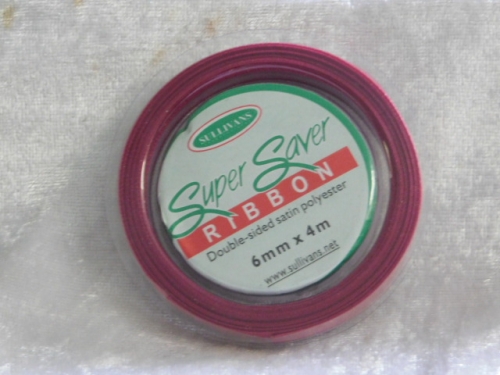 SULLIVANS
Super Saver
RIBBON
Double-sided satin polyester
6mm x 4m
www.sullivans.net